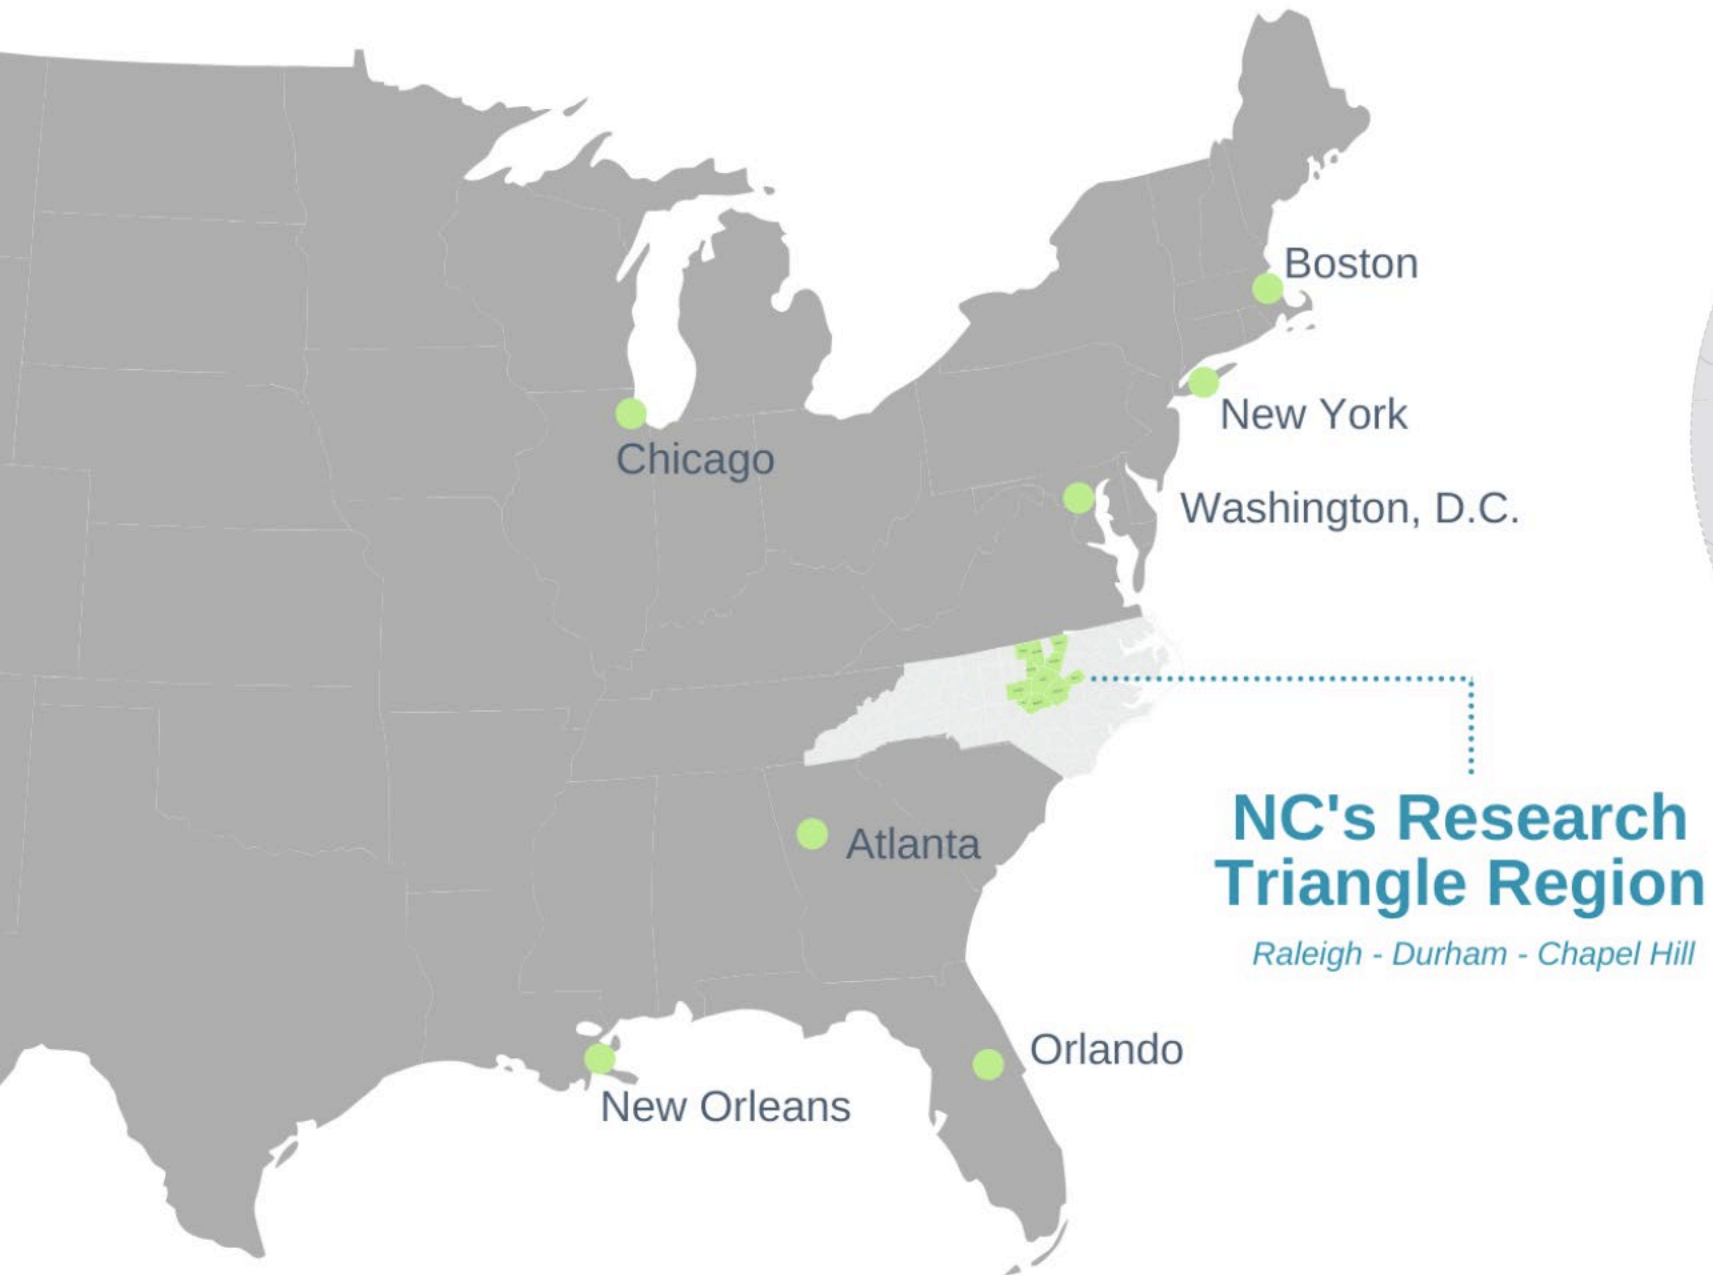 Boston
New York
Chicago
Washington, D.C.
Atlanta
NC's Research
Triangle Region
Raleigh - Durham - Chapel Hill
Orlando
New Orleans